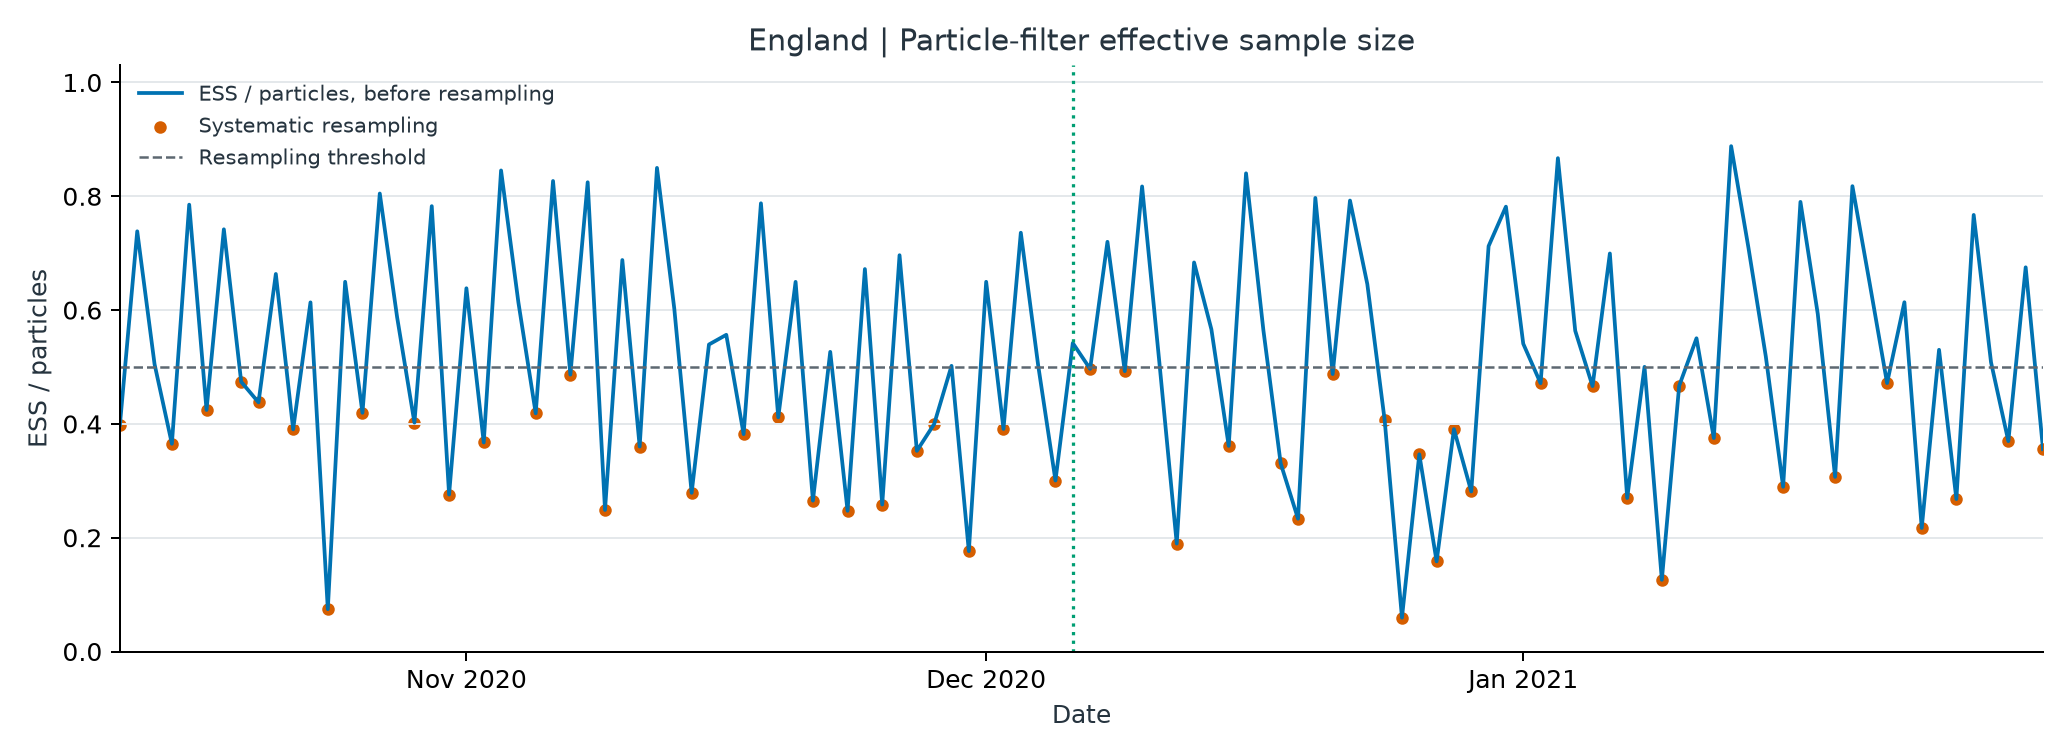 England | Particle-filter effective sample size
ESS / particles
1.0
0.8
0.6
0.4
0.2
0.0
ESS / particles, before resampling
Systematic resampling
Resampling threshold
Nov 2020
Dec 2020
Jan 2021
Date